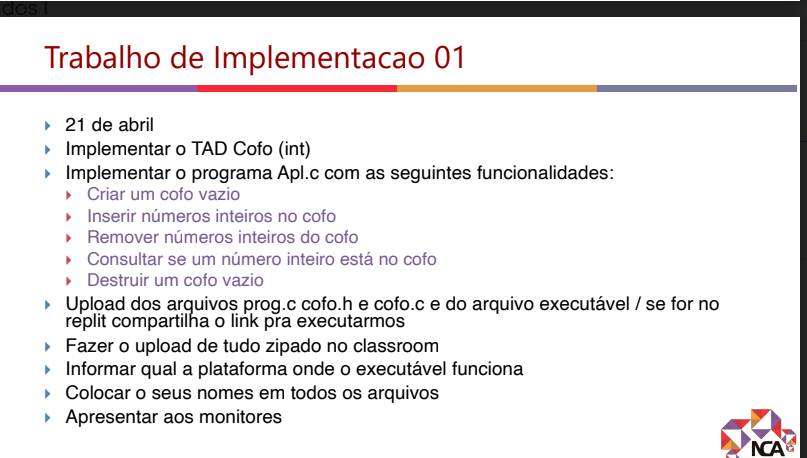 dos I
Trabalho de Implementacao 01
21 de abril
Implementar o TAD Cofo (int)
Implementar o programa Apl.c com as seguintes funcionalidades:
Criar um cofo vazio
Inserir números inteiros no cofo
Remover números inteiros do cofo
Consultar se um número inteiro está no cofo
Destruir um cofo vazio
Upload dos arquivos prog.c cofo.h e cofo.c e do arquivo executável / se for no
replit compartilha o link pra executarmos
Fazer o upload de tudo zipado no classroom
Informar qual a plataforma onde o executável funciona
Colocar o seus nomes em todos os arquivos
Apresentar aos monitores
NCA